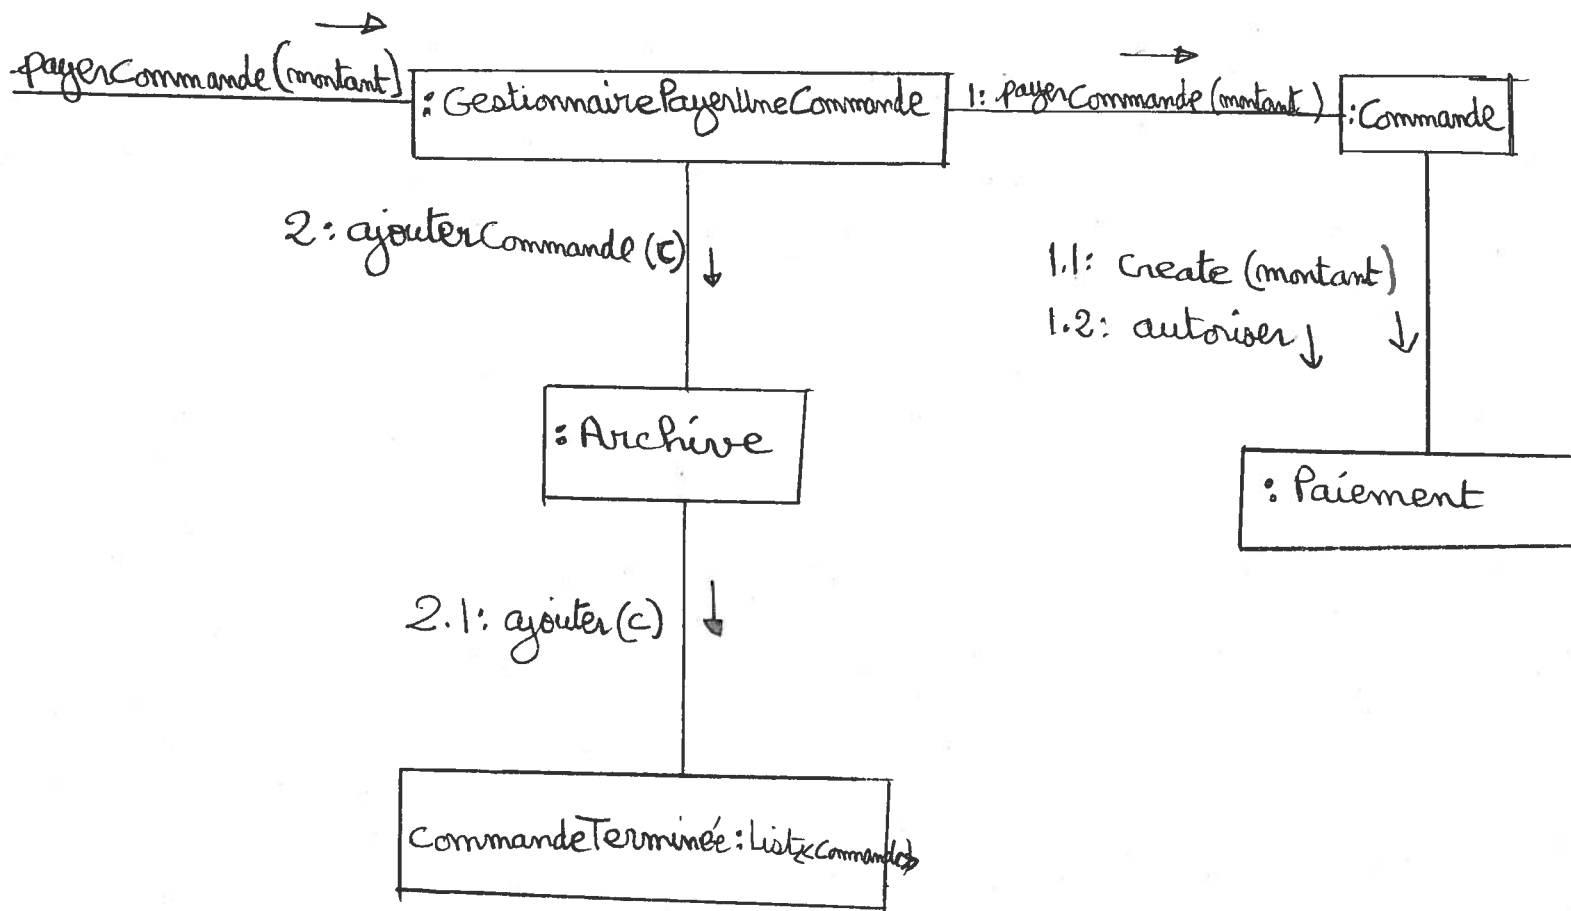 payerCommande(montant)
:GestionnairePayerUneCommande
1: payerCommande(montant)
:Commande
2: ajouterCommande(c)
1.1: create(montant)
1.2: autoriser
:Archive
:Paiement
2.1: ajouter(c)
commandeTerminée:List<Commande>